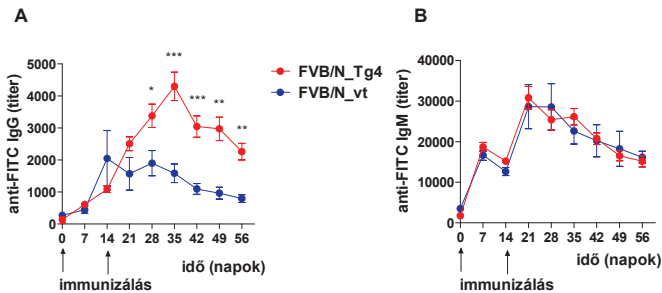 A
anti-FITC IgG (titer)
5000
4000
3000
2000
1000
0
* *** *** ** **
0 7 14 21 28 35 42 49 56
idő (napok)
immunizálás
FVB/N_Tg4
FVB/N_vt
B
anti-FITC IgM (titer)
40000
30000
20000
10000
0
0 7 14 21 28 35 42 49 56
idő (napok)
immunizálás